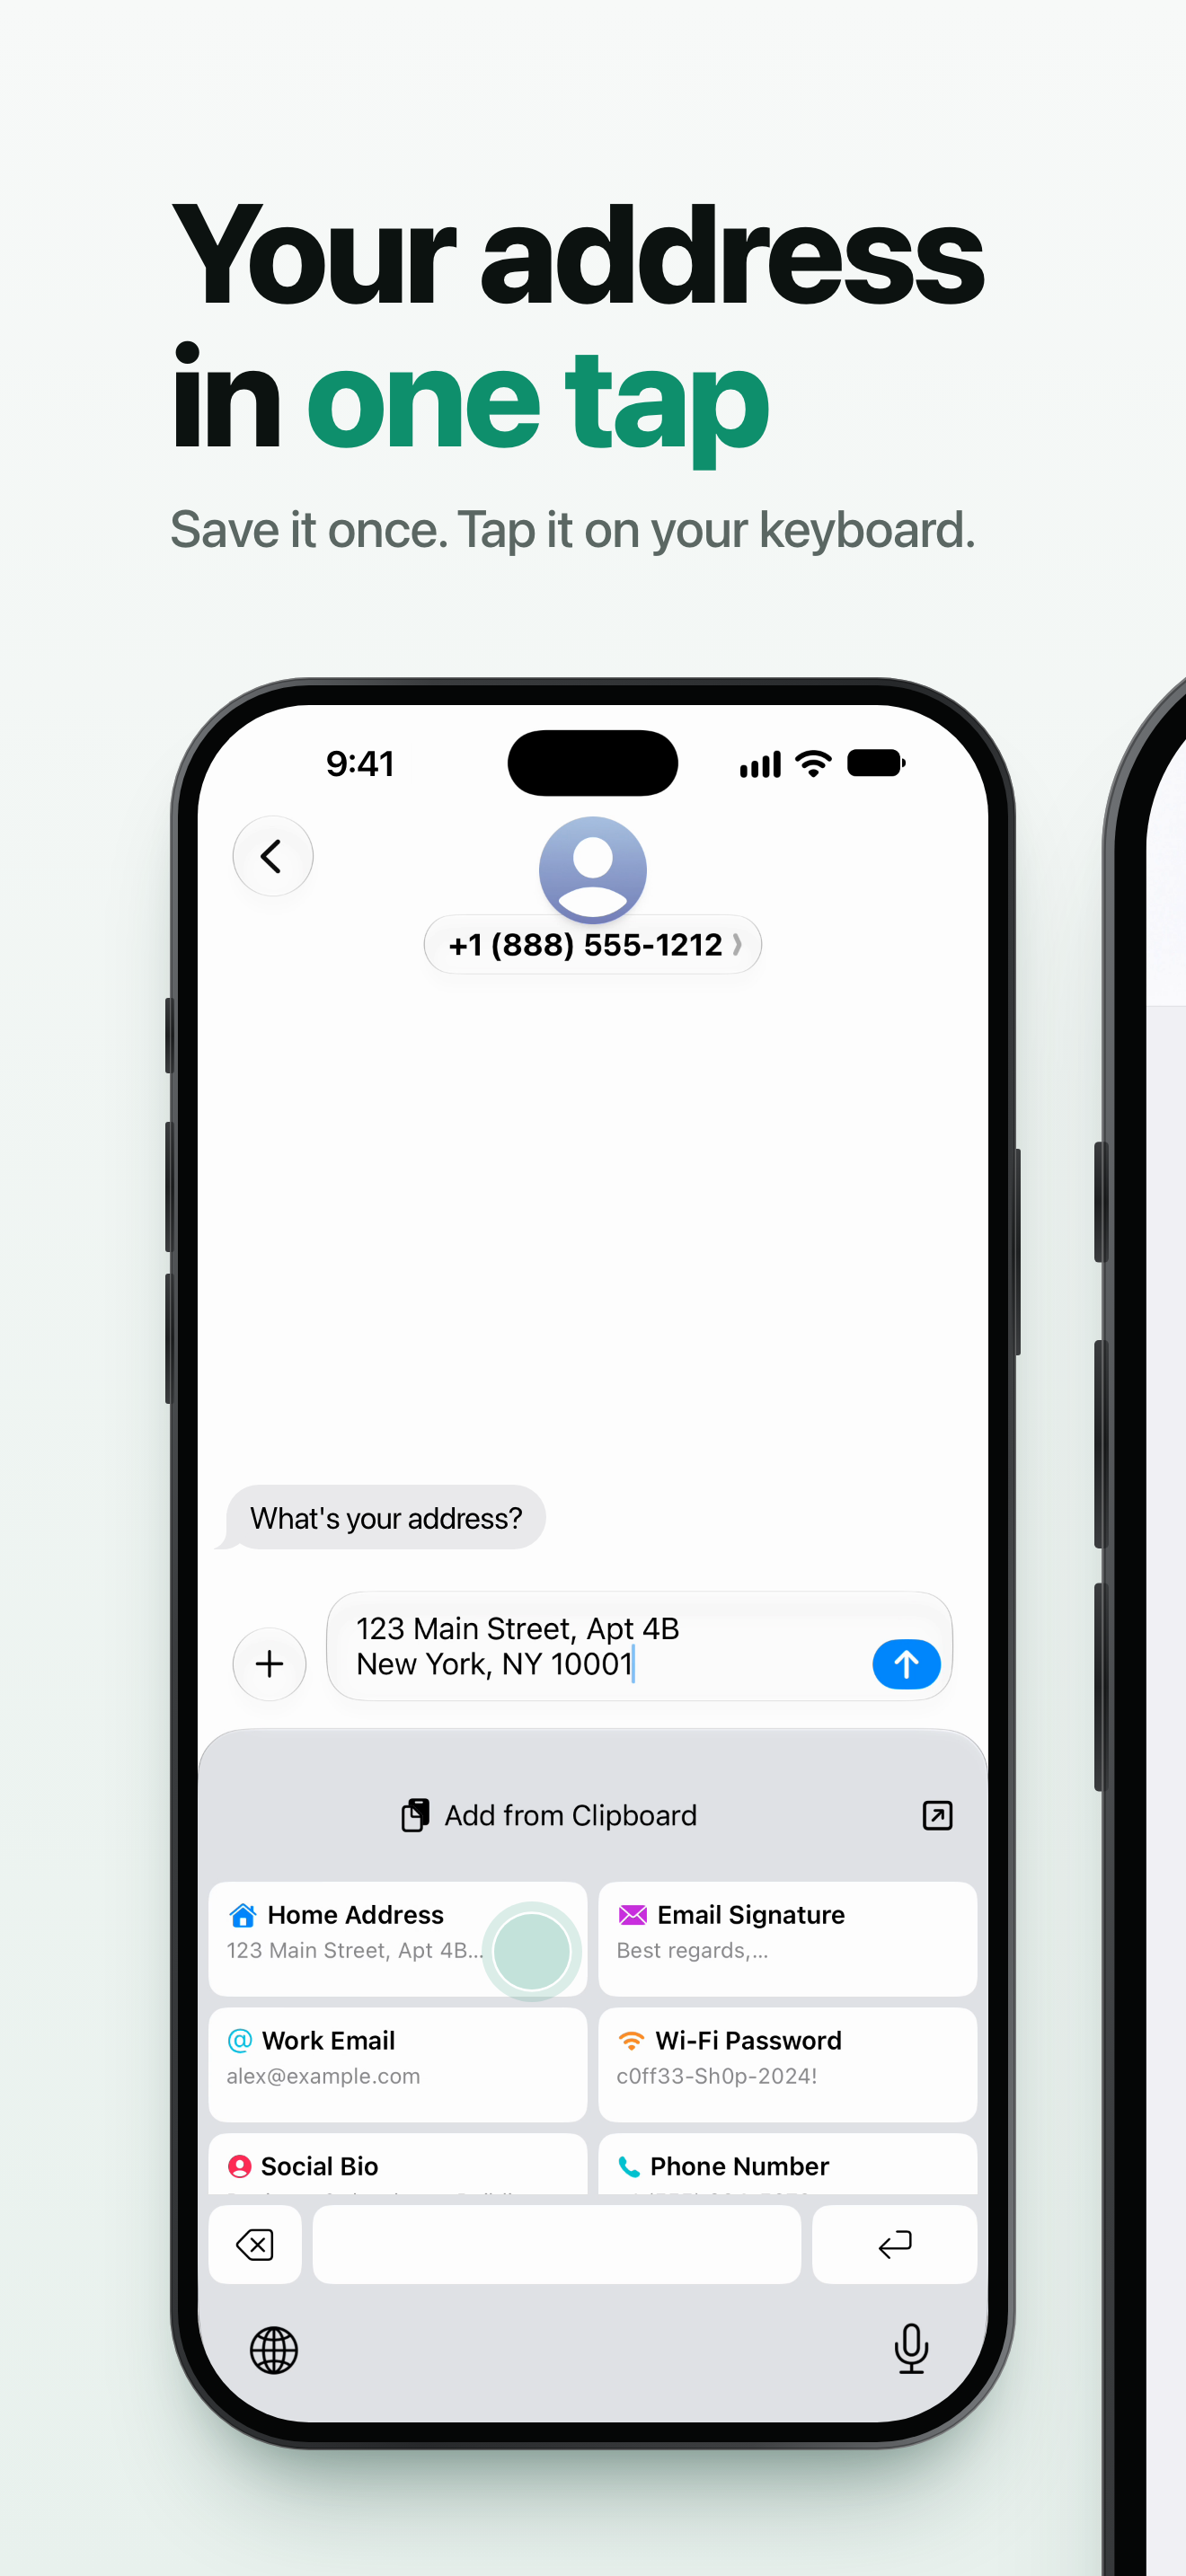 Your address
in one tap
Save it once. Tap it on your keyboard.
9:41
+1 (888) 555-1212
What's your address?
123 Main Street, Apt 4B
New York, NY 10001
Add from Clipboard
Home Address
123 Main Street, Apt 4B...
Email Signature
Best regards,...
@ Work Email
alex@example.com
Wi-Fi Password
c0ff33-Sh0p-2024!
Social Bio
Phone Number